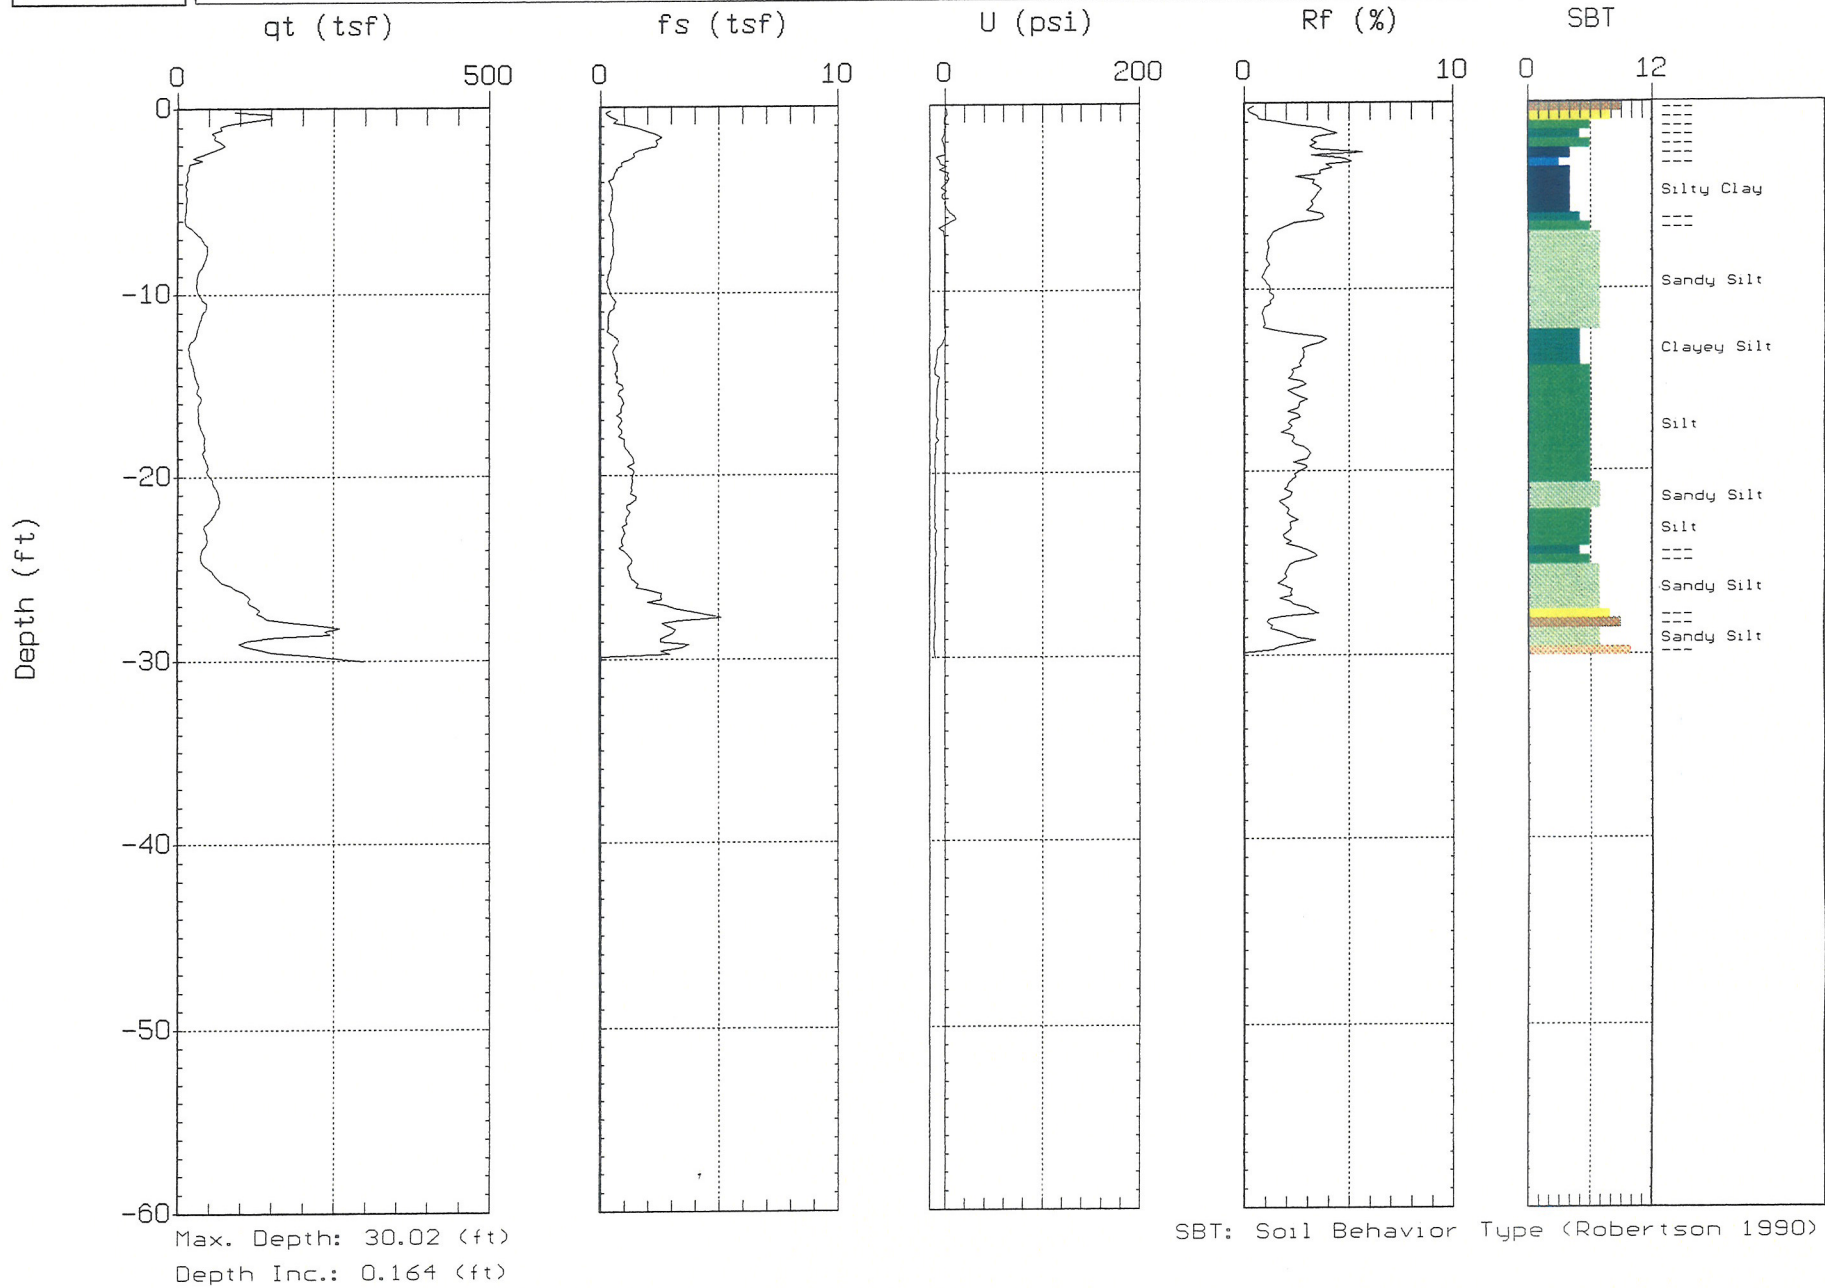 qt (tsf)
fs (tsf)
U (psi)
Rf (%)
SBT
0 500
0 10
0 200
0 10
0 12
0
-10
-20
-30
-40
-50
-60
Depth (ft)
---
---
---
---
---
---
Silty Clay
---
---
Sandy Silt
Clayey Silt
Silt
Sandy Silt
Silt
---
---
Sandy Silt
---
---
Sandy Silt
---
Max. Depth: 30.02 (ft)
Depth Inc.: 0.164 (ft)
SBT: Soil Behavior Type (Robertson 1990)